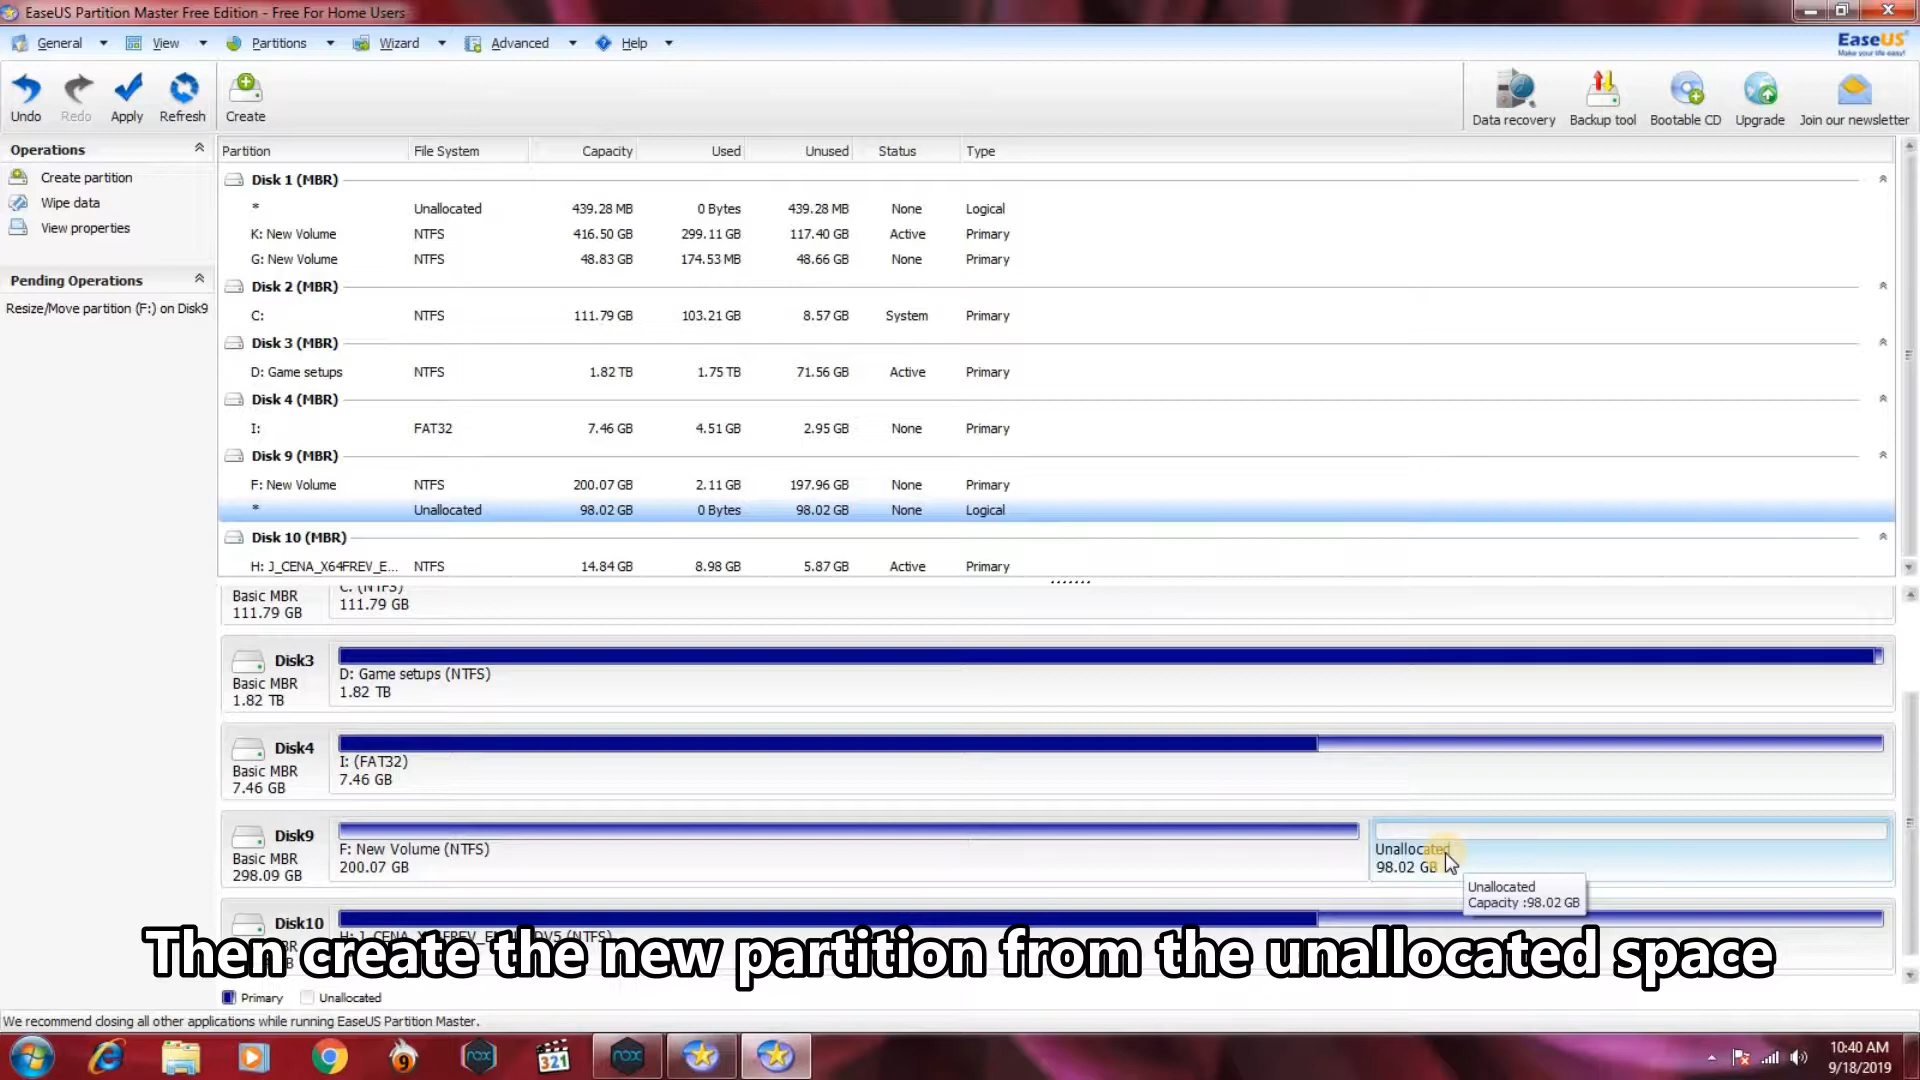 EaseUS Partition Master Free Edition - Free For Home Users
General View Partitions Wizard Advanced Help
EaseUS
Make your life easy!
Undo Redo Apply Refresh Create Data recovery Backup tool Bootable CD Upgrade Join our newsletter
Operations
Create partition
Wipe data
View properties
Pending Operations
Resize/Move partition (F:) on Disk9
Partition File System Capacity Used Unused Status Type
Disk 1 (MBR)
* Unallocated 439.28 MB 0 Bytes 439.28 MB None Logical
K: New Volume NTFS 416.50 GB 299.11 GB 117.40 GB Active Primary
G: New Volume NTFS 48.83 GB 174.53 MB 48.66 GB None Primary
Disk 2 (MBR)
C: NTFS 111.79 GB 103.21 GB 8.57 GB System Primary
Disk 3 (MBR)
D: Game setups NTFS 1.82 TB 1.75 TB 71.56 GB Active Primary
Disk 4 (MBR)
I: FAT32 7.46 GB 4.51 GB 2.95 GB None Primary
Disk 9 (MBR)
F: New Volume NTFS 200.07 GB 2.11 GB 197.96 GB None Primary
* Unallocated 98.02 GB 0 Bytes 98.02 GB None Logical
Disk 10 (MBR)
H: J_CENA_X64FREV_E... NTFS 14.84 GB 8.98 GB 5.87 GB Active Primary
C: (NTFS)
Basic MBR 111.79 GB
111.79 GB
Disk3
D: Game setups (NTFS)
Basic MBR 1.82 TB
1.82 TB
Disk4
I: (FAT32)
Basic MBR 7.46 GB
7.46 GB
Disk9
F: New Volume (NTFS) Unallocated
Basic MBR 200.07 GB 98.02 GB
298.09 GB
Unallocated
Capacity :98.02 GB
Disk10
Then create the new partition from the unallocated space
Primary Unallocated
We recommend closing all other applications while running EaseUS Partition Master.
nox 321 nox
10:40 AM
9/18/2019